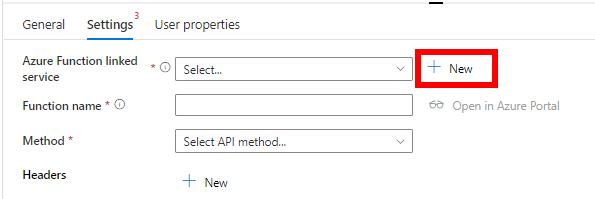 General Settings 3 User properties
Azure Function linked service * Select... + New
Function name * Open in Azure Portal
Method * Select API method...
Headers + New